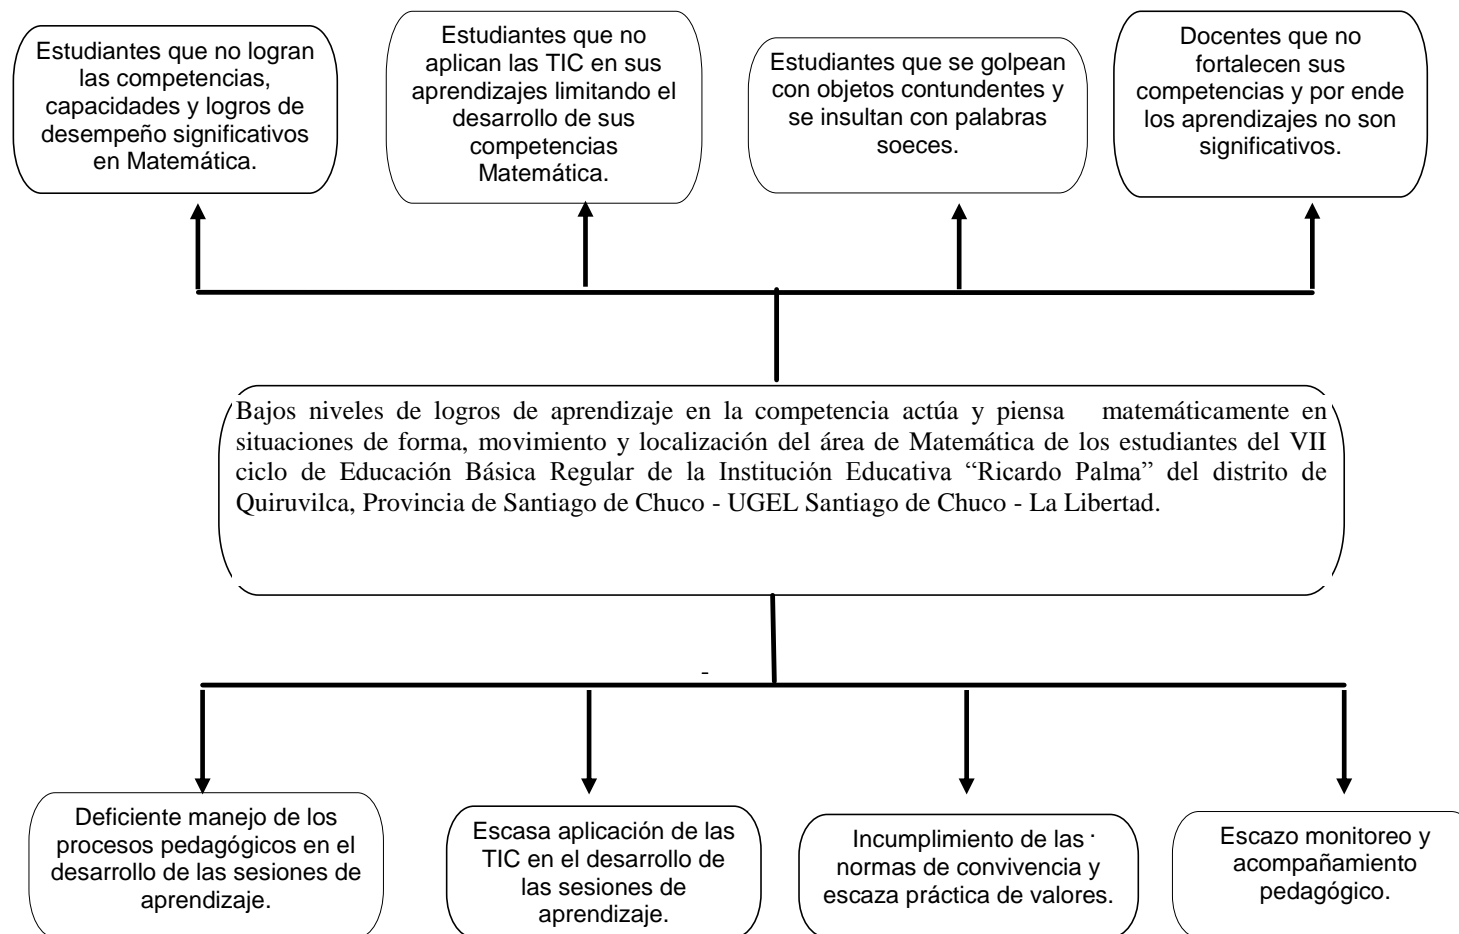 Estudiantes que no logran
las competencias,
capacidades y logros de
desempeño significativos
en Matemática.
Estudiantes que no
aplican las TIC en sus
aprendizajes limitando el
desarrollo de sus
competencias
Matemática.
Estudiantes que se golpean
con objetos contundentes y
se insultan con palabras
soeces.
Docentes que no
fortalecen sus
competencias y por ende
los aprendizajes no son
significativos.
Bajos niveles de logros de aprendizaje en la competencia actúa y piensa matemáticamente en
situaciones de forma, movimiento y localización del área de Matemática de los estudiantes del VII
ciclo de Educación Básica Regular de la Institución Educativa “Ricardo Palma” del distrito de
Quiruvilca, Provincia de Santiago de Chuco - UGEL Santiago de Chuco - La Libertad.
-
Deficiente manejo de los
procesos pedagógicos en el
desarrollo de las sesiones de
aprendizaje.
Escasa aplicación de las
TIC en el desarrollo de
las sesiones de
aprendizaje.
Incumplimiento de las
normas de convivencia y
escaza práctica de valores.
Escazo monitoreo y
acompañamiento
pedagógico.